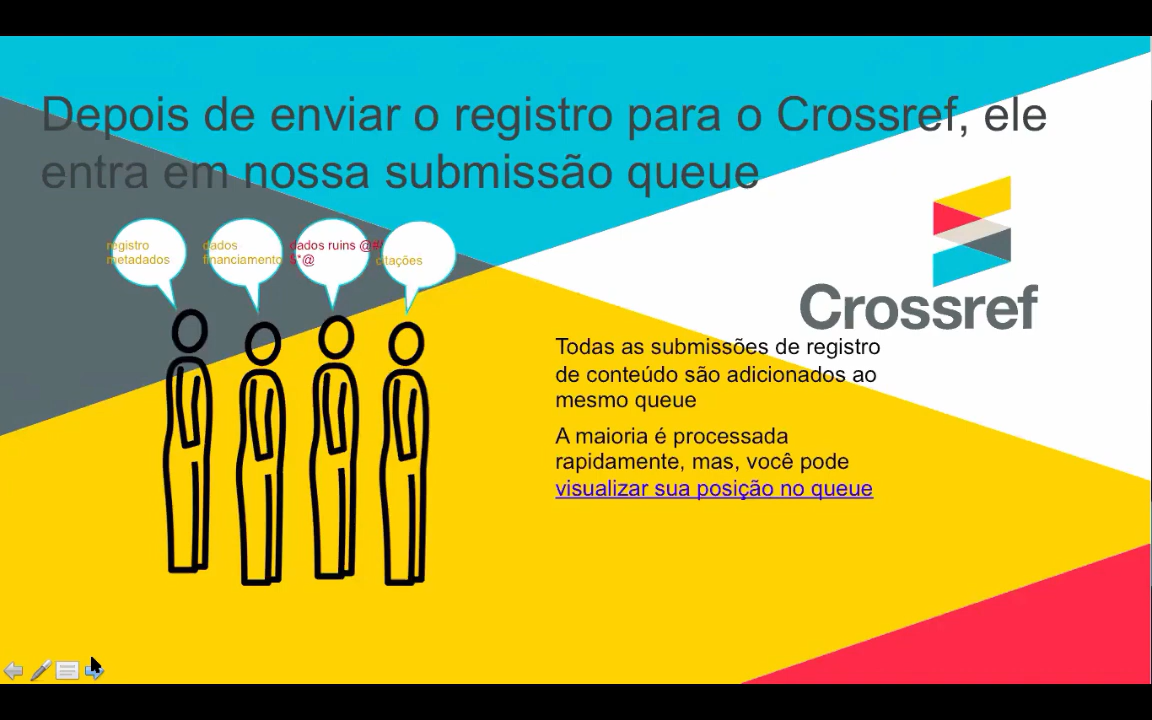 Depois de enviar o registro para o Crossref, ele
entra em nossa submissão queue
registro
metadados
dados
financiamento
dados ruins @#/
$*@
citações
Crossref
Todas as submissões de registro
de conteúdo são adicionados ao
mesmo queue
A maioria é processada
rapidamente, mas, você pode
visualizar sua posição no queue